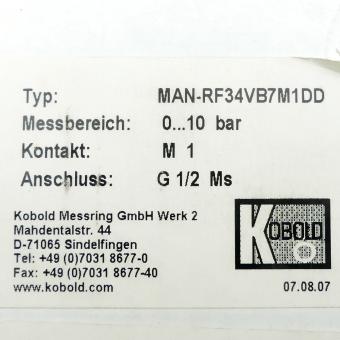 Typ: MAN-RF34VB7M1DD
Messbereich: 0...10 bar
Kontakt: M 1
Anschluss: G 1/2 Ms
Kobold Messring GmbH Werk 2
Mahdentalstr. 44
D-71065 Sindelfingen
Tel: +49 (0)7031 8677-0
Fax: +49 (0)7031 8677-40
www.kobold.com
KOBOLD
07.08.07